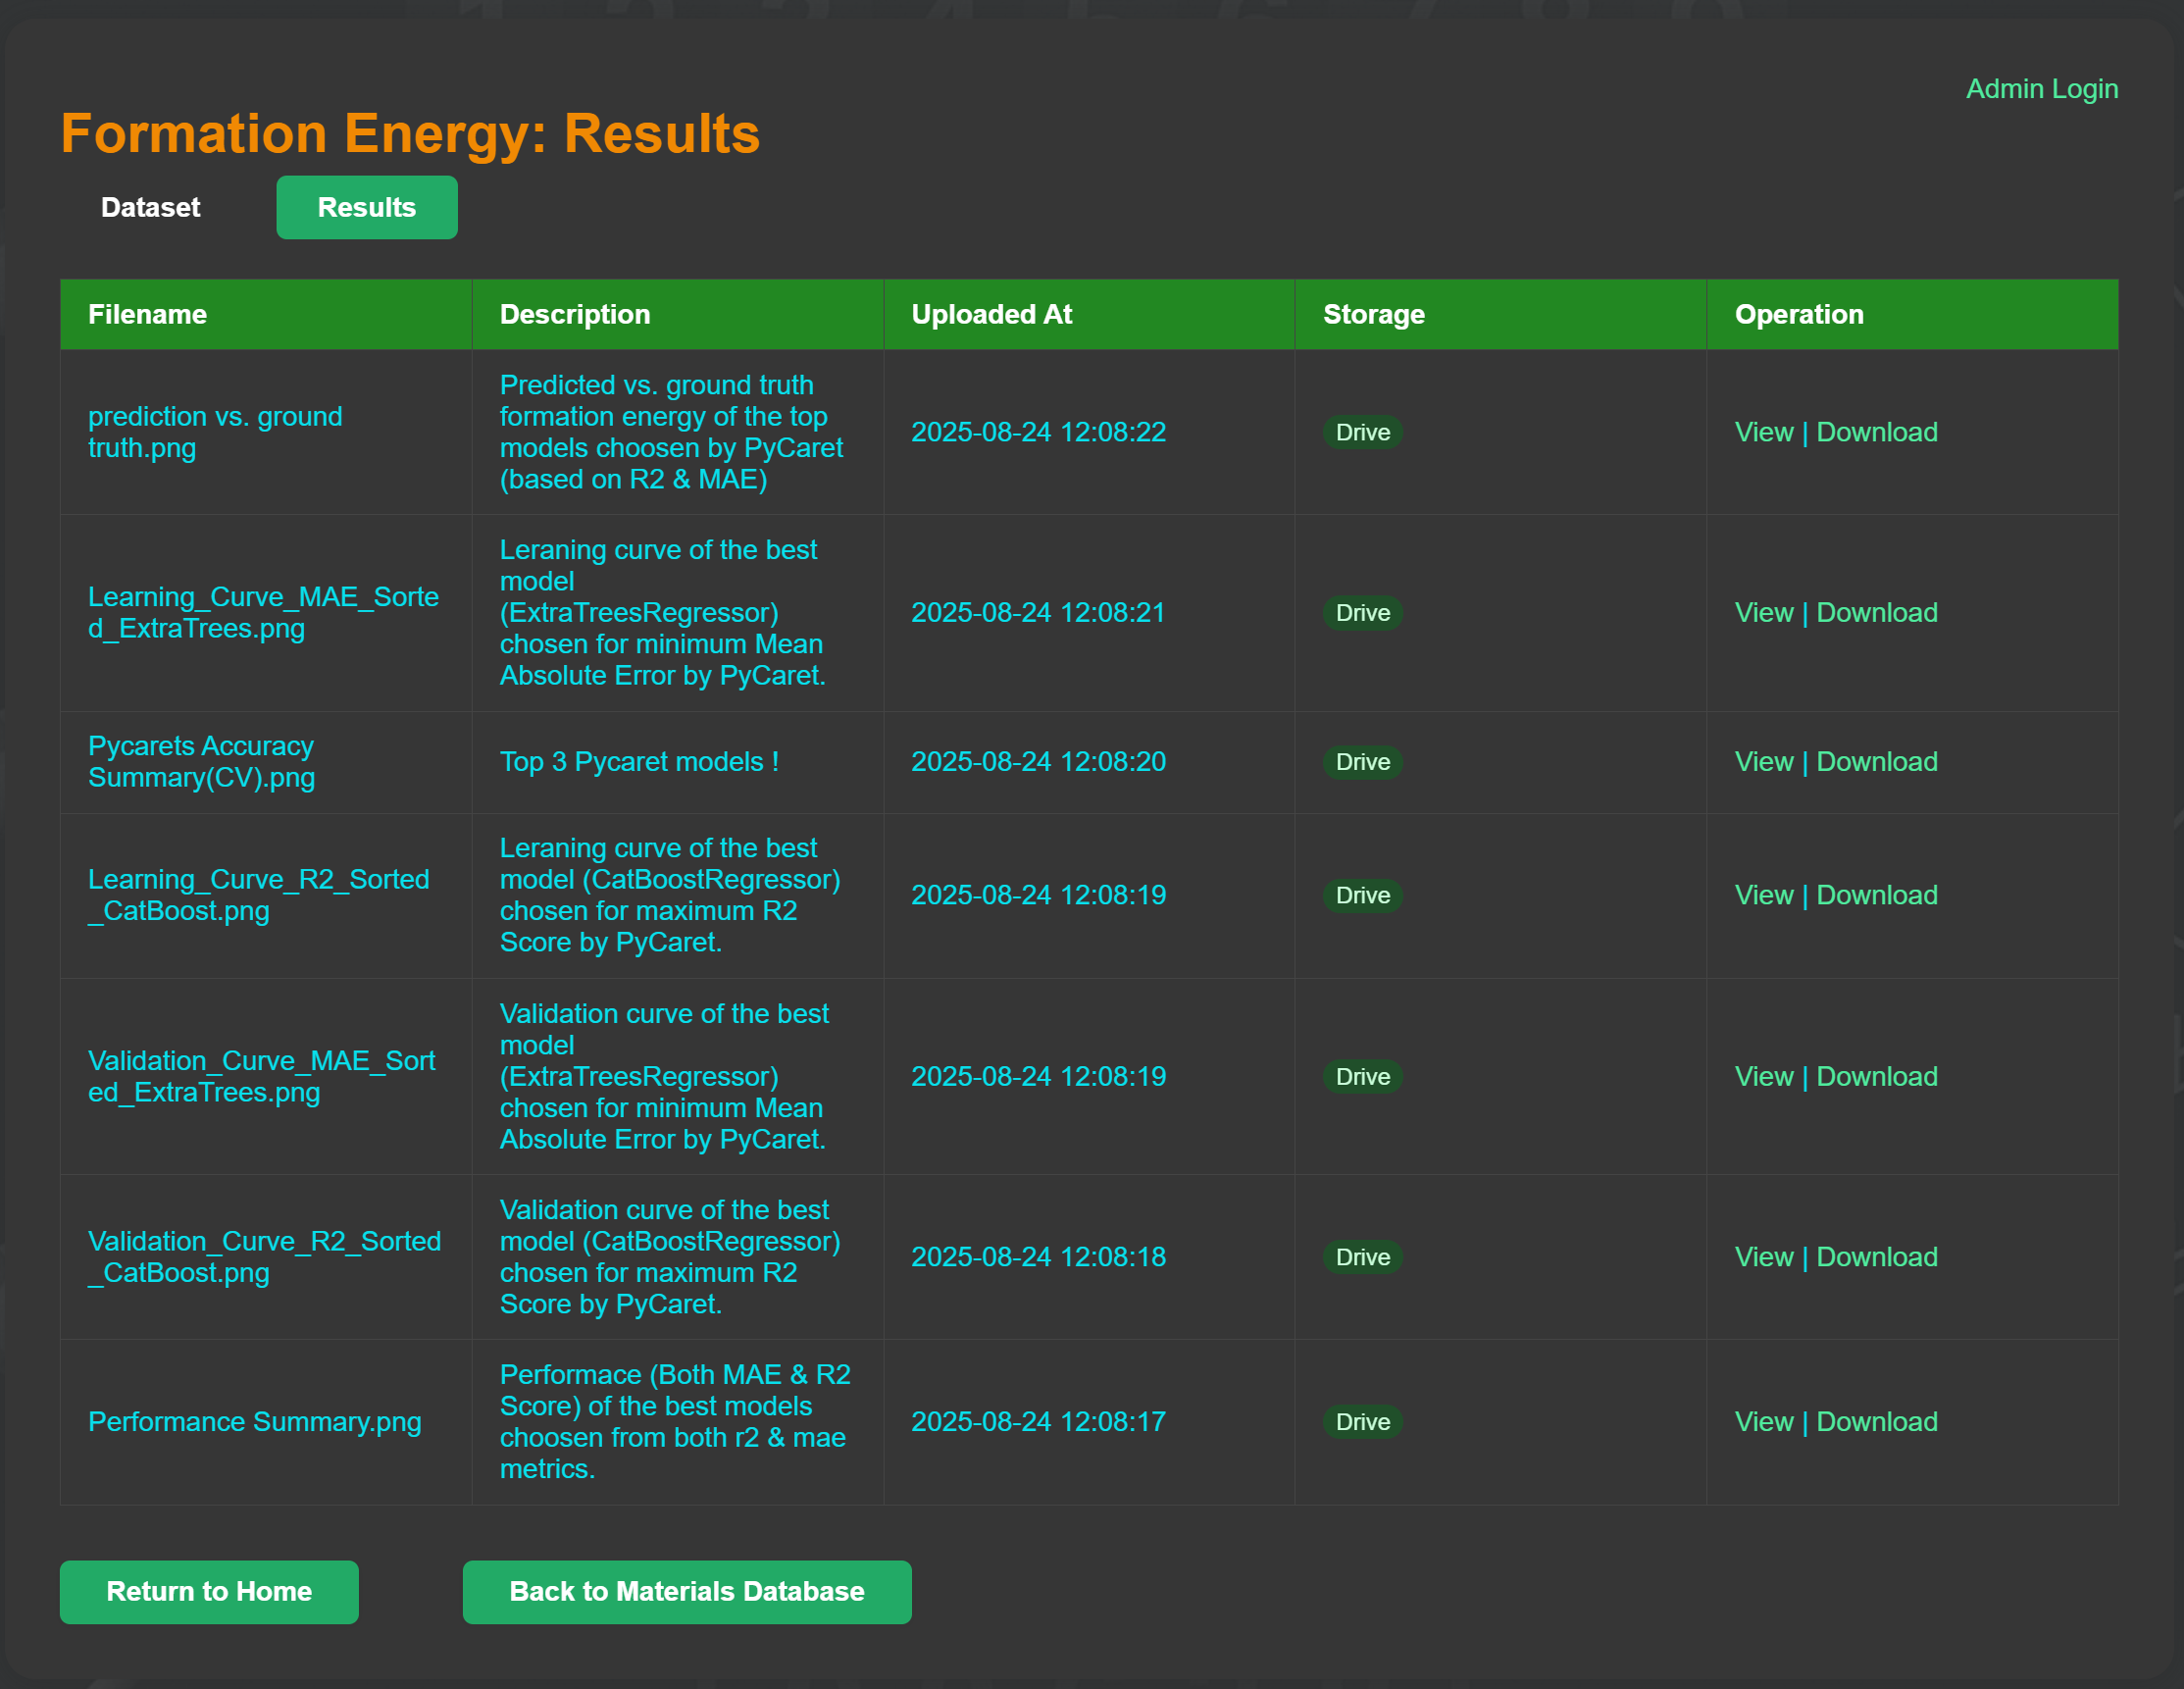 Admin Login
Formation Energy: Results
Dataset
Results
Filename
Description
Uploaded At
Storage
Operation
prediction vs. ground
truth.png
Predicted vs. ground truth
formation energy of the top
models choosen by PyCaret
(based on R2 & MAE)
2025-08-24 12:08:22
Drive
View | Download
Learning_Curve_MAE_Sorte
d_ExtraTrees.png
Leraning curve of the best
model
(ExtraTreesRegressor)
chosen for minimum Mean
Absolute Error by PyCaret.
2025-08-24 12:08:21
Drive
View | Download
Pycarets Accuracy
Summary(CV).png
Top 3 Pycaret models !
2025-08-24 12:08:20
Drive
View | Download
Learning_Curve_R2_Sorted
_CatBoost.png
Leraning curve of the best
model (CatBoostRegressor)
chosen for maximum R2
Score by PyCaret.
2025-08-24 12:08:19
Drive
View | Download
Validation_Curve_MAE_Sort
ed_ExtraTrees.png
Validation curve of the best
model
(ExtraTreesRegressor)
chosen for minimum Mean
Absolute Error by PyCaret.
2025-08-24 12:08:19
Drive
View | Download
Validation_Curve_R2_Sorted
_CatBoost.png
Validation curve of the best
model (CatBoostRegressor)
chosen for maximum R2
Score by PyCaret.
2025-08-24 12:08:18
Drive
View | Download
Performance Summary.png
Performace (Both MAE & R2
Score) of the best models
choosen from both r2 & mae
metrics.
2025-08-24 12:08:17
Drive
View | Download
Return to Home
Back to Materials Database